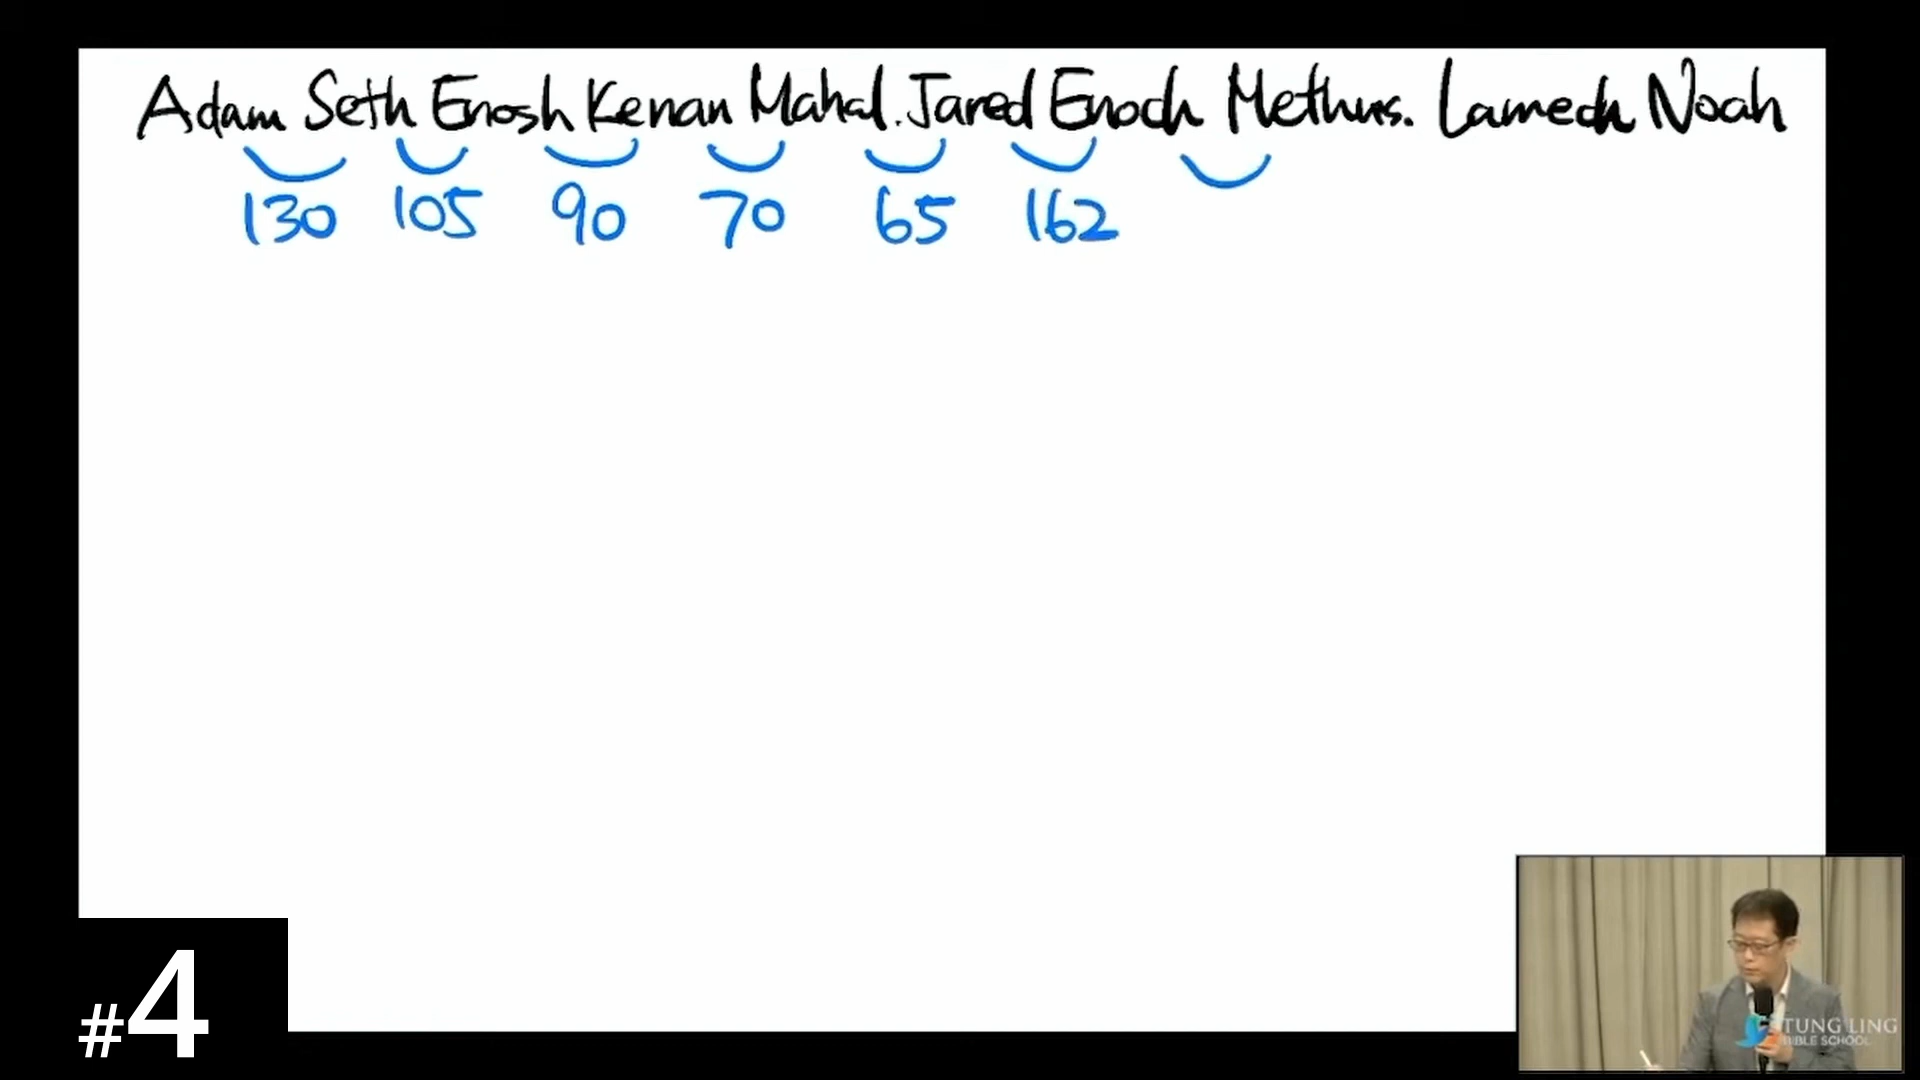 Adam Seth Enosh Kenan Mahal. Jared Enoch Methus. Lamech Noah
130 105 90 70 65 162
#4
TUNG LING
BIBLE SCHOOL